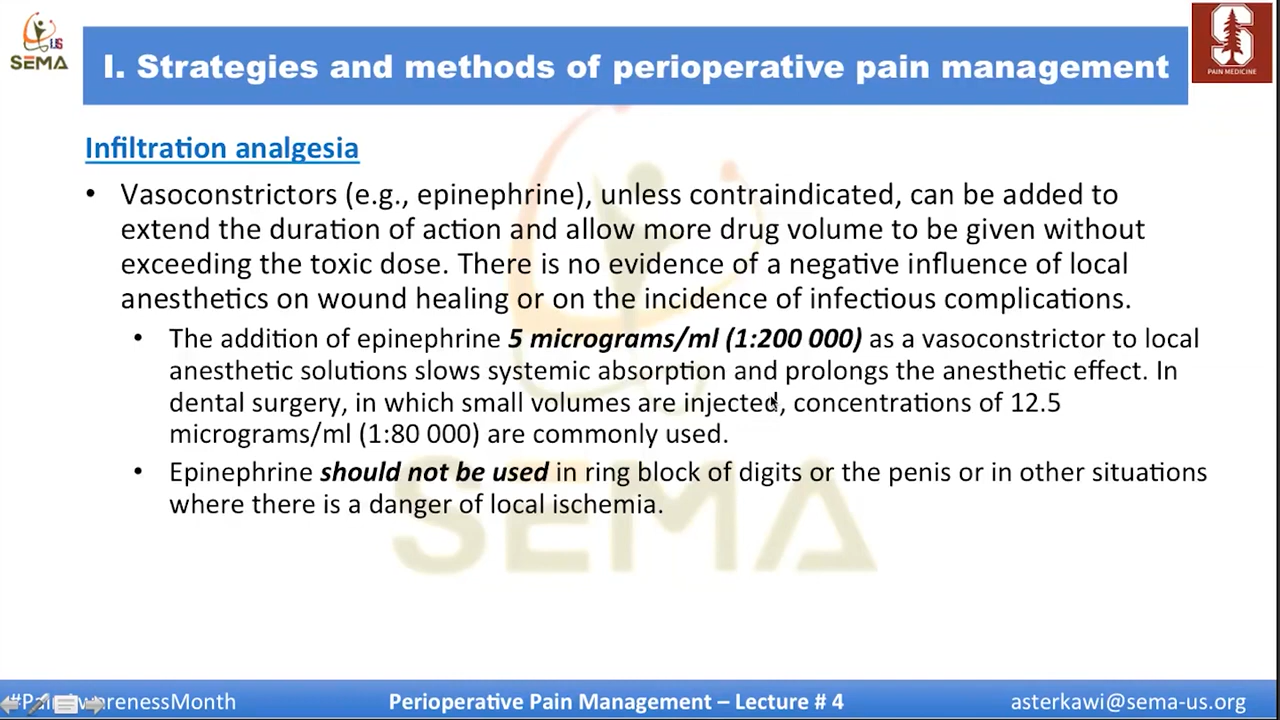 US
SEMA
I. Strategies and methods of perioperative pain management
S
PAIN MEDICINE
Infiltration analgesia
• Vasoconstrictors (e.g., epinephrine), unless contraindicated, can be added to
extend the duration of action and allow more drug volume to be given without
exceeding the toxic dose. There is no evidence of a negative influence of local
anesthetics on wound healing or on the incidence of infectious complications.
• The addition of epinephrine 5 micrograms/ml (1:200 000) as a vasoconstrictor to local
anesthetic solutions slows systemic absorption and prolongs the anesthetic effect. In
dental surgery, in which small volumes are injected, concentrations of 12.5
micrograms/ml (1:80 000) are commonly used.
• Epinephrine should not be used in ring block of digits or the penis or in other situations
where there is a danger of local ischemia.
SEMA
#PainAwarenessMonth
Perioperative Pain Management – Lecture # 4
asterkawi@sema-us.org